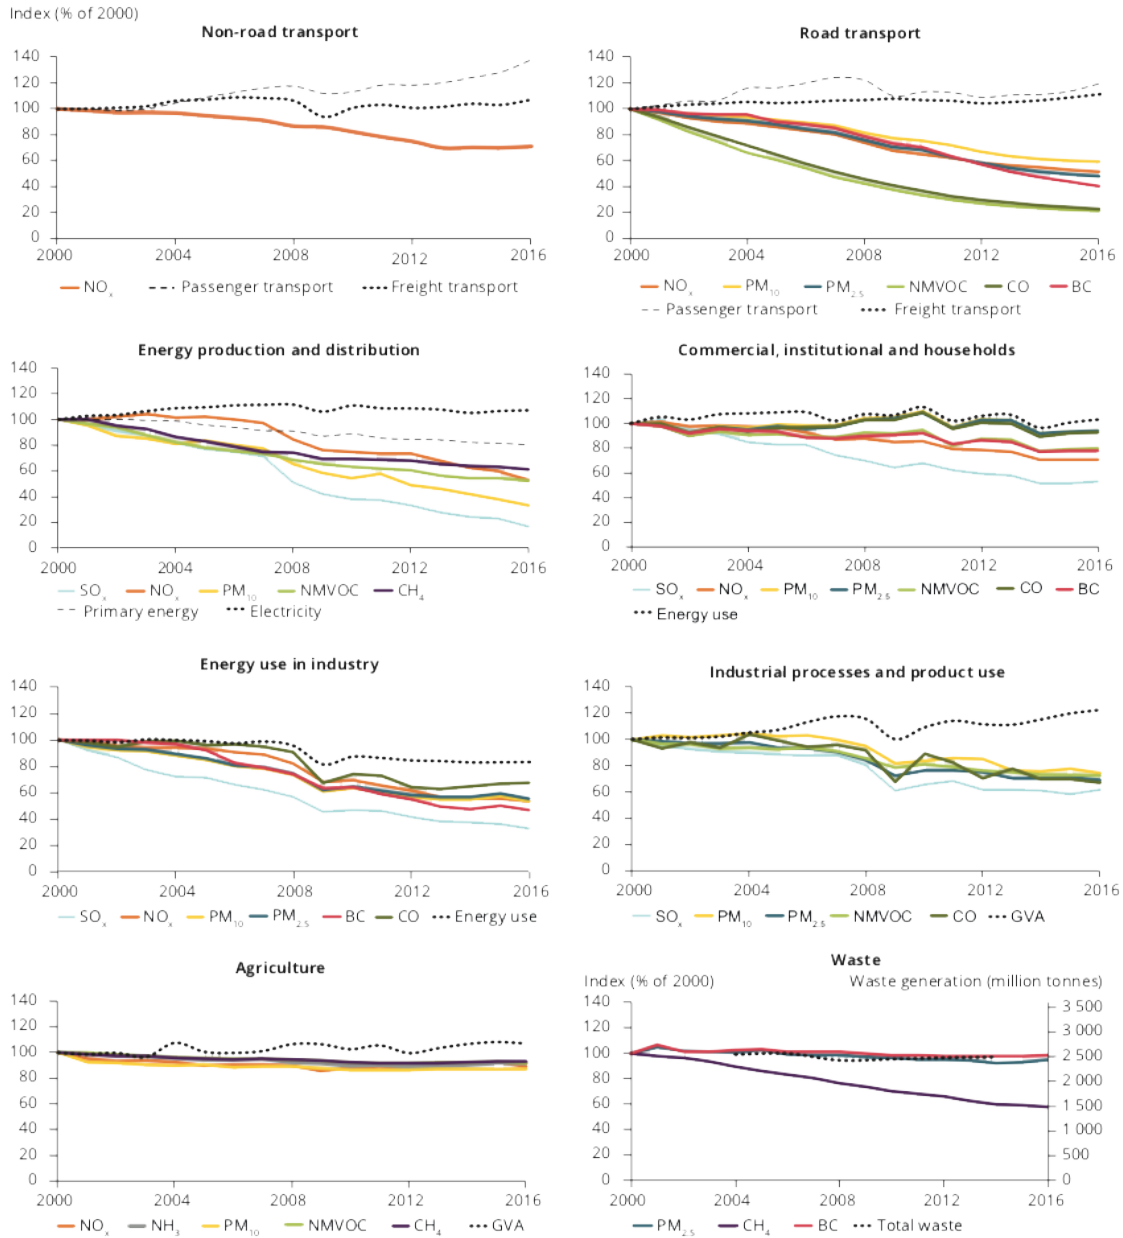 Index (% of 2000)
Non-road transport
140
120
100
80
60
40
20
0
2000 2004 2008 2012 2016
NOx Passenger transport Freight transport
Road transport
140
120
100
80
60
40
20
0
2000 2004 2008 2012 2016
NOx PM10 PM2.5 NMVOC CO BC
Passenger transport Freight transport
Energy production and distribution
140
120
100
80
60
40
20
0
2000 2004 2008 2012 2016
SOx NOx PM10 NMVOC CH4
Primary energy Electricity
Commercial, institutional and households
140
120
100
80
60
40
20
0
2000 2004 2008 2012 2016
SOx NOx PM10 PM2.5 NMVOC CO BC
Energy use
Energy use in industry
140
120
100
80
60
40
20
0
2000 2004 2008 2012 2016
SOx NOx PM10 PM2.5 BC CO Energy use
Industrial processes and product use
140
120
100
80
60
40
20
0
2000 2004 2008 2012 2016
SOx PM10 PM2.5 NMVOC CO GVA
Agriculture
140
120
100
80
60
40
20
0
2000 2004 2008 2012 2016
NOx NH3 PM10 NMVOC CH4 GVA
Waste
Index (% of 2000) Waste generation (million tonnes)
140
120
100
80
60
40
20
0
3 500
3 000
2 500
2 000
1 500
1 000
500
0
2000 2004 2008 2012 2016
PM2.5 CH4 BC Total waste